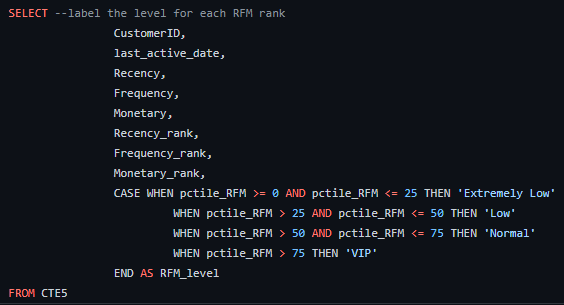 SELECT --label the level for each RFM rank
CustomerID,
last_active_date,
Recency,
Frequency,
Monetary,
Recency_rank,
Frequency_rank,
Monetary_rank,
CASE WHEN pctile_RFM >= 0 AND pctile_RFM <= 25 THEN 'Extremely Low'
WHEN pctile_RFM > 25 AND pctile_RFM <= 50 THEN 'Low'
WHEN pctile_RFM > 50 AND pctile_RFM <= 75 THEN 'Normal'
WHEN pctile_RFM > 75 THEN 'VIP'
END AS RFM_level
FROM CTE5